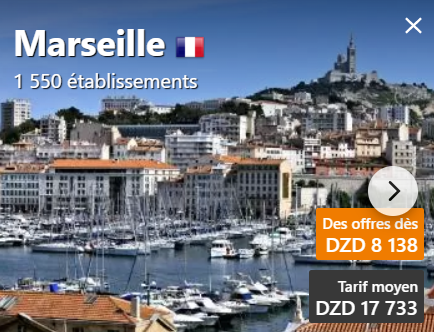 Marseille
1 550 établissements
Des offres dès
DZD 8 138
Tarif moyen
DZD 17 733